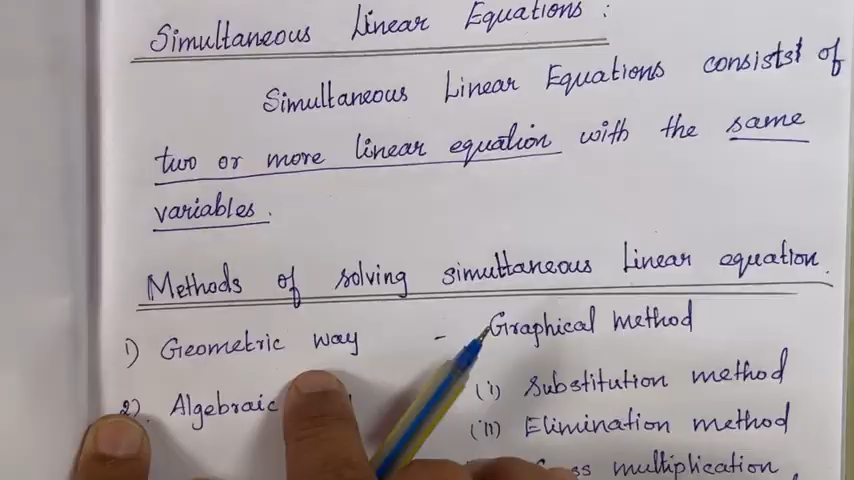 Simultaneous Linear Equations :
Simultaneous Linear Equations consists of
two or more linear equation with the same
variables.
Methods of solving simultaneous Linear equation.
1) Geometric way - Graphical method
2). Algebraic
(i) Substitution method
(ii) Elimination method
multiplication